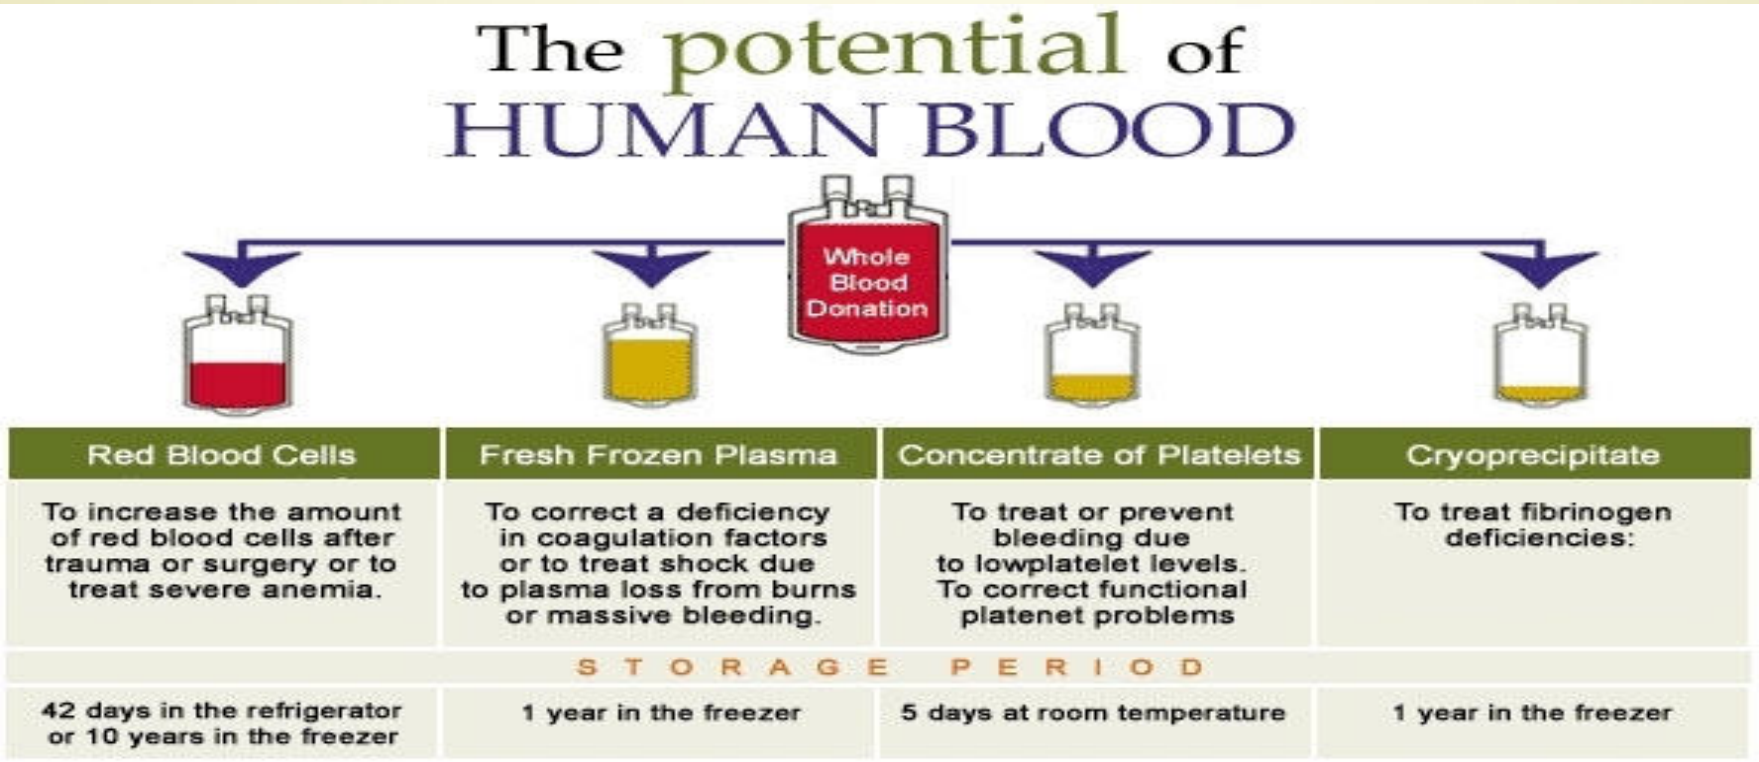 The potential of
HUMAN BLOOD
Whole
Blood
Donation
Red Blood Cells
To increase the amount
of red blood cells after
trauma or surgery or to
treat severe anemia.
Fresh Frozen Plasma
To correct a deficiency
in coagulation factors
or to treat shock due
to plasma loss from burns
or massive bleeding.
Concentrate of Platelets
To treat or prevent
bleeding due
to lowplatelet levels.
To correct functional
platenet problems
Cryoprecipitate
To treat fibrinogen
deficiencies:
STORAGE PERIOD
42 days in the refrigerator
or 10 years in the freezer
1 year in the freezer
5 days at room temperature
1 year in the freezer